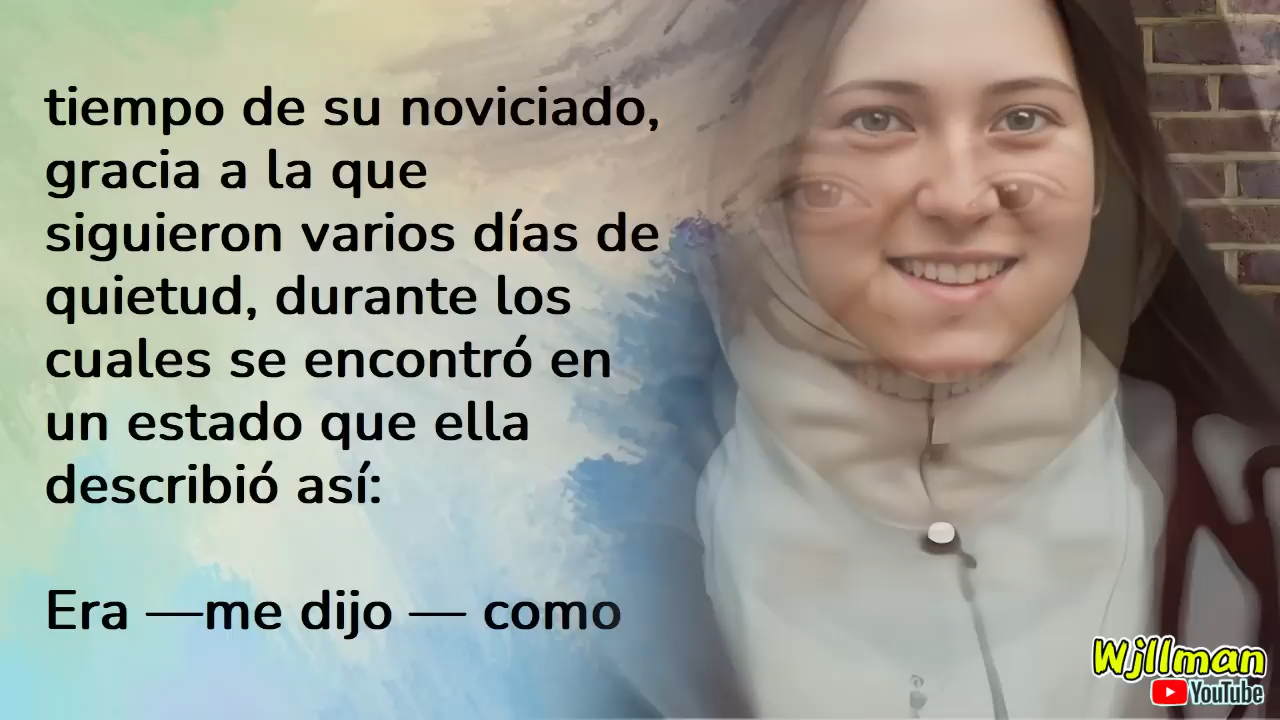 tiempo de su noviciado,
gracia a la que
siguieron varios días de
quietud, durante los
cuales se encontró en
un estado que ella
describió así:
Era —me dijo — como
Wjllman
YouTube